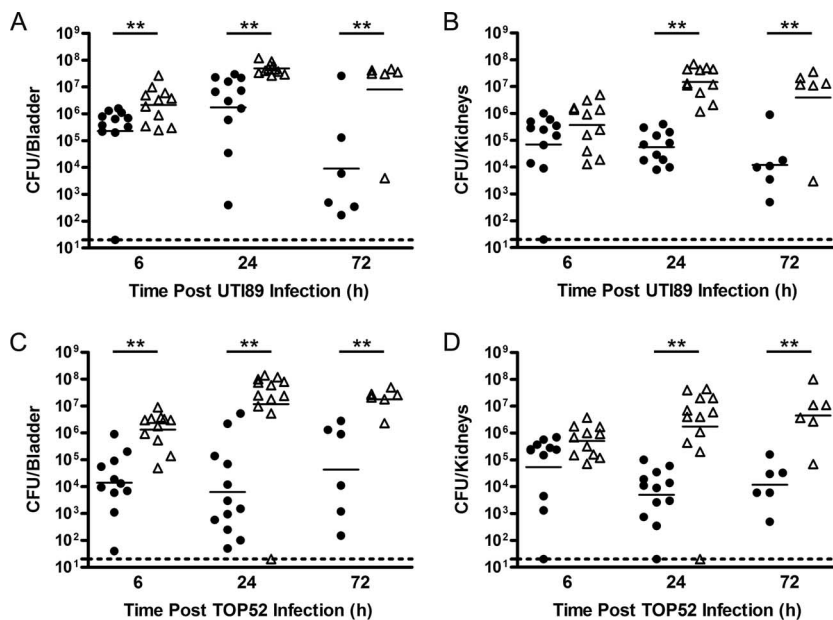 A
CFU/Bladder
10⁹
10⁸
10⁷
10⁶
10⁵
10⁴
10³
10²
10¹
** ** **
6 24 72
Time Post UTI89 Infection (h)
B
CFU/Kidneys
10⁹
10⁸
10⁷
10⁶
10⁵
10⁴
10³
10²
10¹
** **
6 24 72
Time Post UTI89 Infection (h)
C
CFU/Bladder
10⁹
10⁸
10⁷
10⁶
10⁵
10⁴
10³
10²
10¹
** ** **
6 24 72
Time Post TOP52 Infection (h)
D
CFU/Kidneys
10⁹
10⁸
10⁷
10⁶
10⁵
10⁴
10³
10²
10¹
** **
6 24 72
Time Post TOP52 Infection (h)